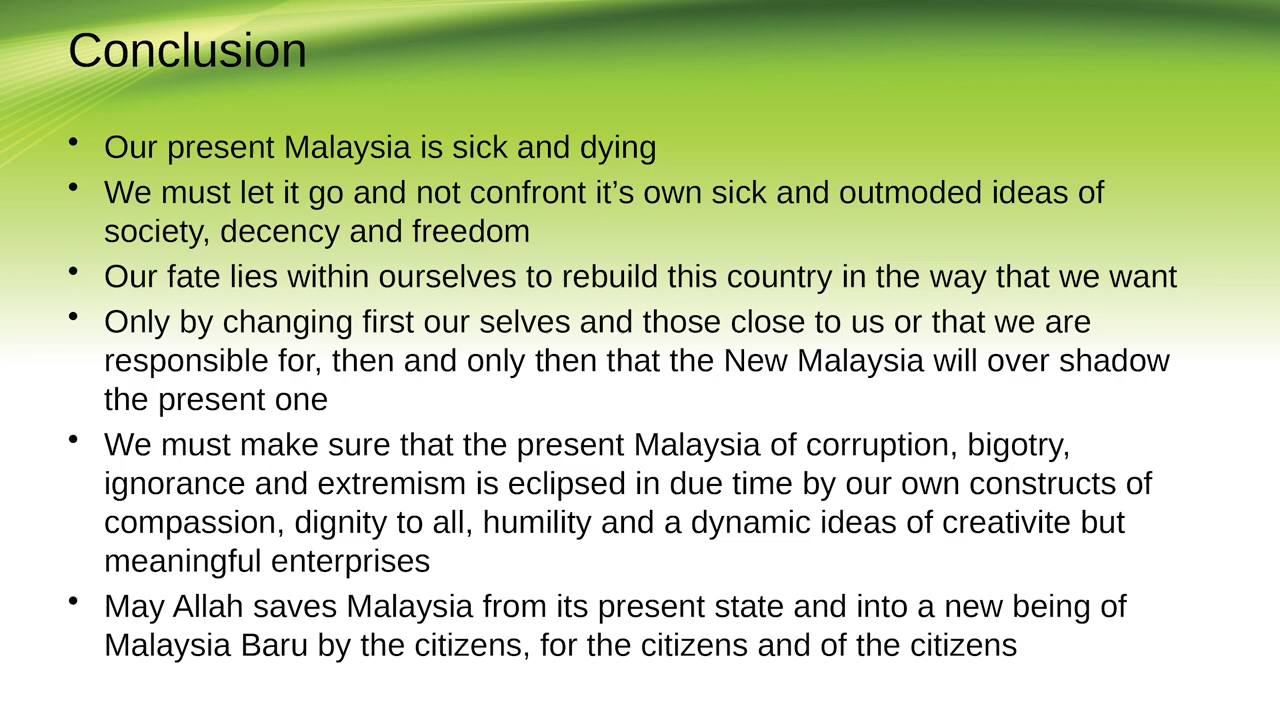 Conclusion
• Our present Malaysia is sick and dying
• We must let it go and not confront it’s own sick and outmoded ideas of
society, decency and freedom
• Our fate lies within ourselves to rebuild this country in the way that we want
• Only by changing first our selves and those close to us or that we are
responsible for, then and only then that the New Malaysia will over shadow
the present one
• We must make sure that the present Malaysia of corruption, bigotry,
ignorance and extremism is eclipsed in due time by our own constructs of
compassion, dignity to all, humility and a dynamic ideas of creativite but
meaningful enterprises
• May Allah saves Malaysia from its present state and into a new being of
Malaysia Baru by the citizens, for the citizens and of the citizens